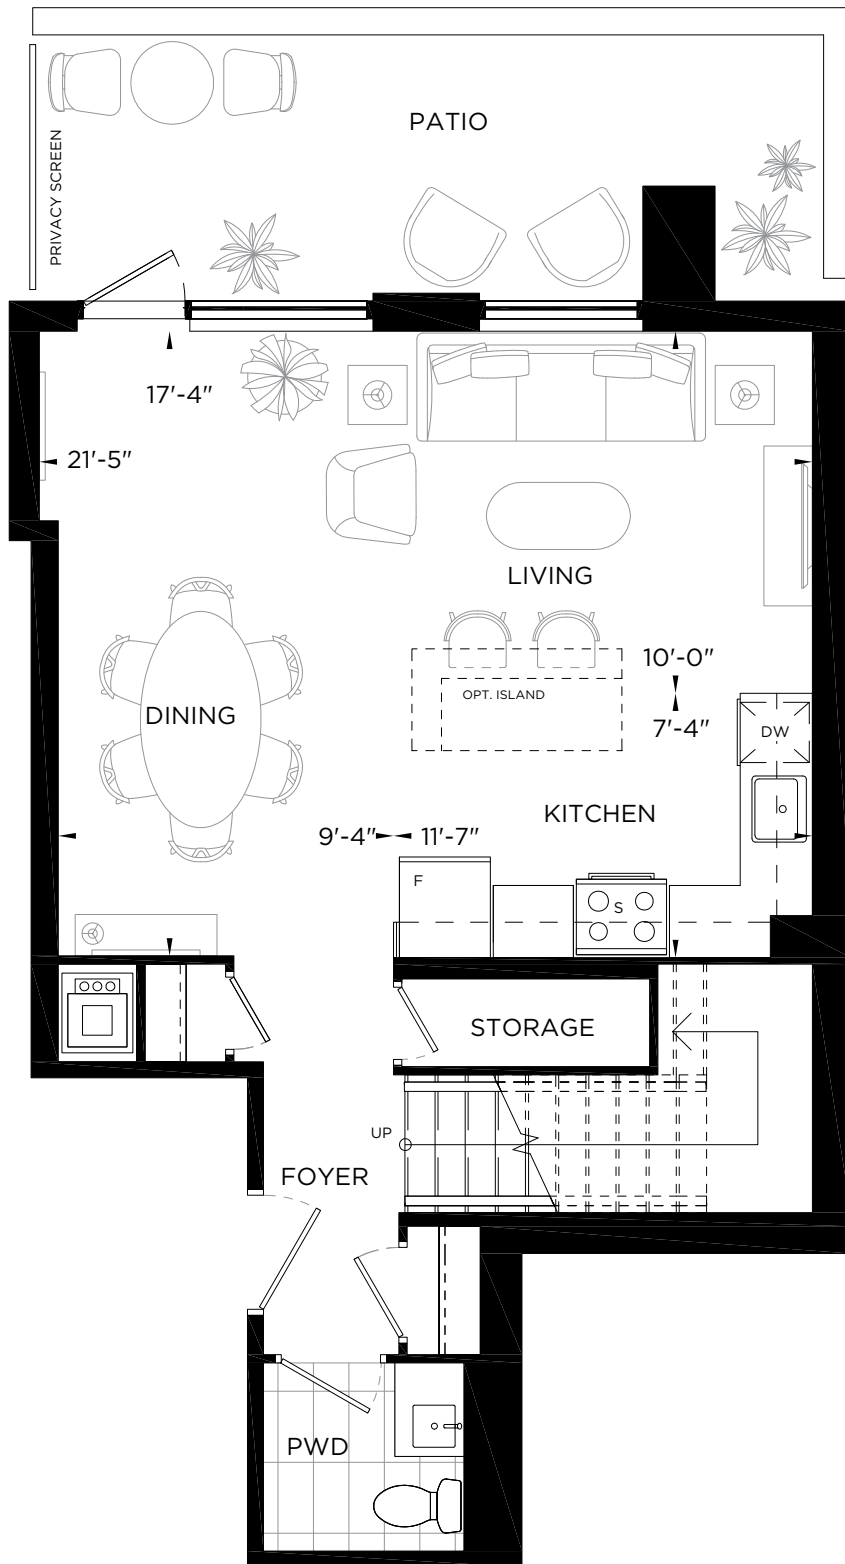 PATIO
PRIVACY SCREEN
17'-4"
21'-5"
LIVING
10'-0"
OPT. ISLAND
DINING
7'-4"
DW
KITCHEN
9'-4" 11'-7"
F
S
STORAGE
UP
FOYER
PWD